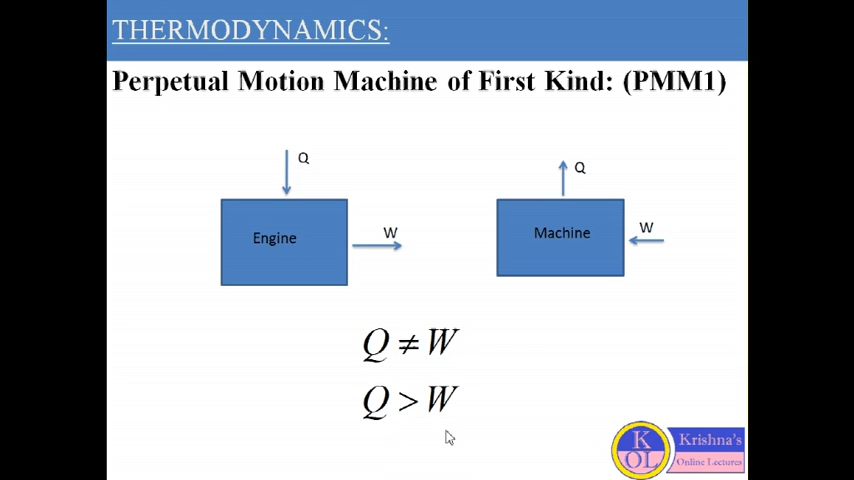 THERMODYNAMICS:
Perpetual Motion Machine of First Kind: (PMM1)
Q
Q
Engine
W
Machine
W
Q ≠ W
Q > W
K
OL
Krishna's
Online Lectures